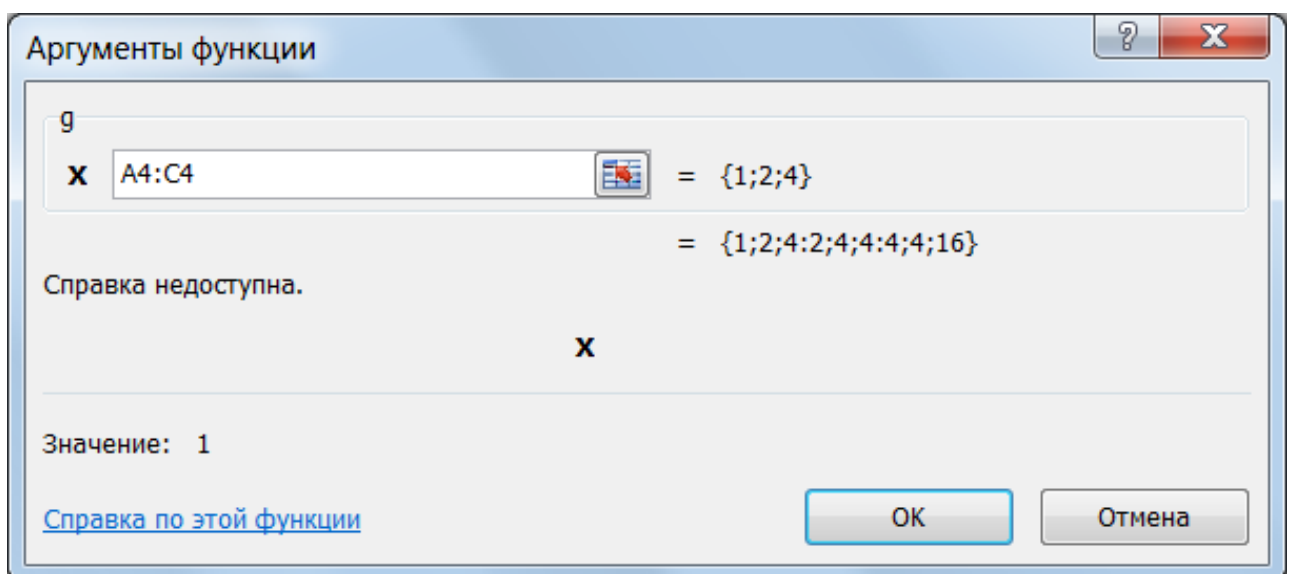 Аргументы функции
g
x A4:C4 = {1;2;4}
= {1;2;4:2;4;4:4;4;16}
Справка недоступна.
x
Значение: 1
Справка по этой функции
ОК Отмена